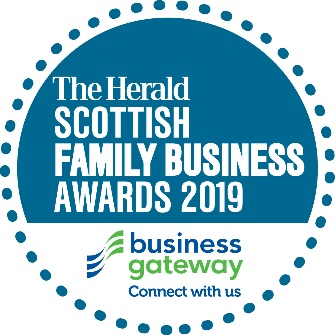 The Herald
SCOTTISH
FAMILY BUSINESS
AWARDS 2019
business
gateway
Connect with us